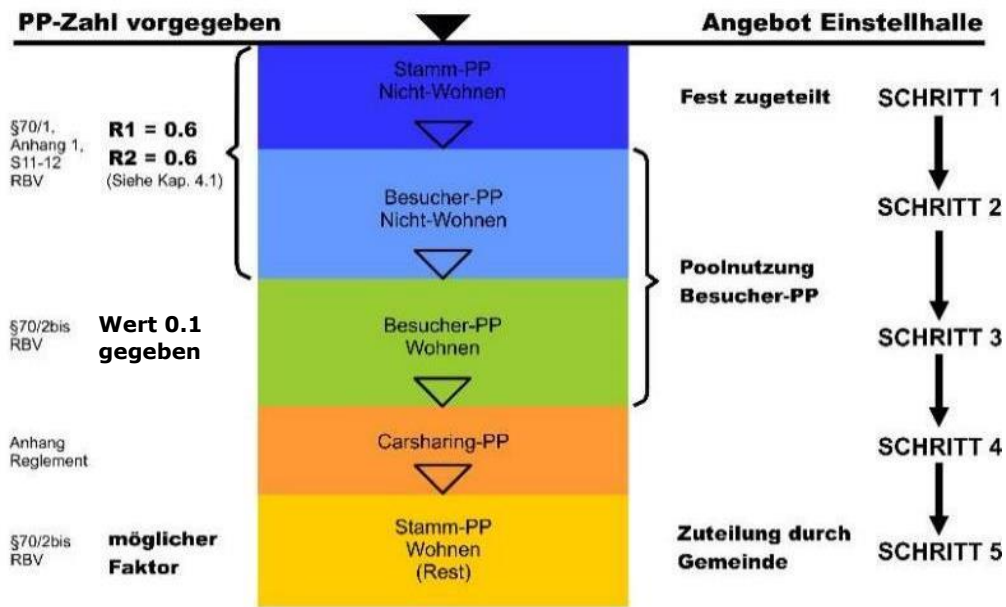 PP-Zahl vorgegeben
Angebot Einstellhalle
§70/1,
Anhang 1,
S11-12
RBV
R1 = 0.6
R2 = 0.6
(Siehe Kap. 4.1)
Stamm-PP
Nicht-Wohnen
Fest zugeteilt
SCHRITT 1
Besucher-PP
Nicht-Wohnen
SCHRITT 2
Poolnutzung
Besucher-PP
§70/2bis
RBV
Wert 0.1
gegeben
Besucher-PP
Wohnen
SCHRITT 3
Anhang
Reglement
Carsharing-PP
SCHRITT 4
§70/2bis
RBV
möglicher
Faktor
Stamm-PP
Wohnen
(Rest)
Zuteilung durch
Gemeinde
SCHRITT 5